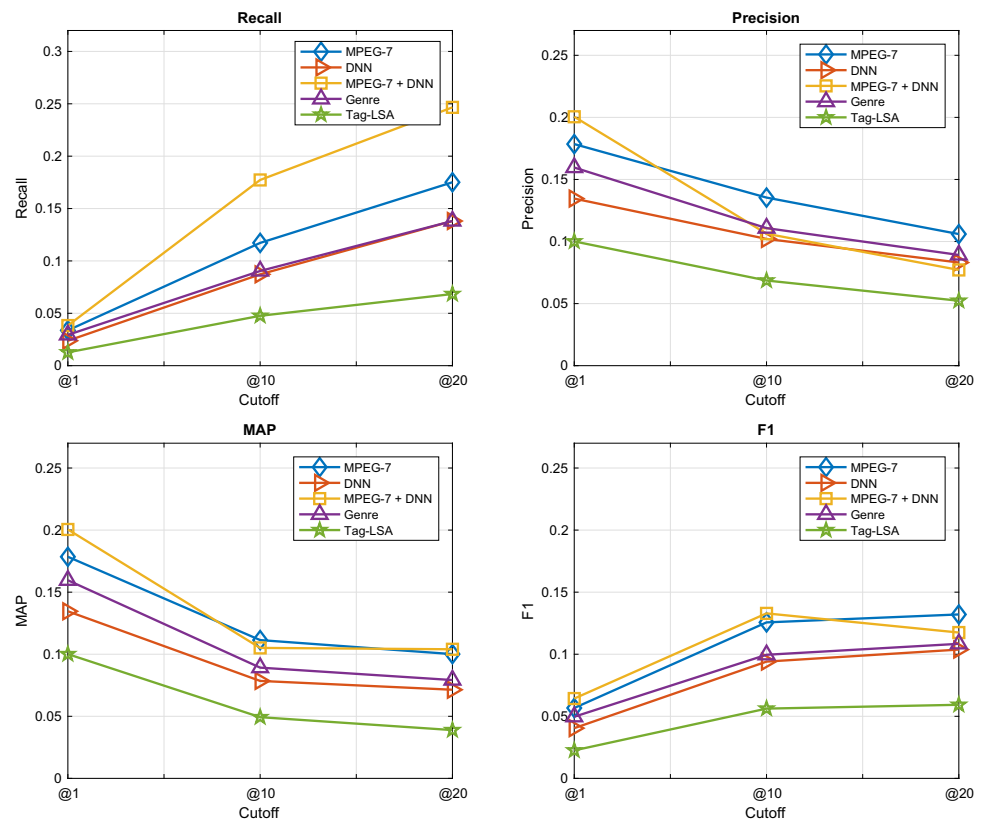 Recall
Recall
0.3
0.25
0.2
0.15
0.1
0.05
0
MPEG-7
DNN
MPEG-7 + DNN
Genre
Tag-LSA
@1
@10
@20
Cutoff
Precision
Precision
0.25
0.2
0.15
0.1
0.05
0
MPEG-7
DNN
MPEG-7 + DNN
Genre
Tag-LSA
@1
@10
@20
Cutoff
MAP
MAP
0.25
0.2
0.15
0.1
0.05
0
MPEG-7
DNN
MPEG-7 + DNN
Genre
Tag-LSA
@1
@10
@20
Cutoff
F1
F1
0.25
0.2
0.15
0.1
0.05
0
MPEG-7
DNN
MPEG-7 + DNN
Genre
Tag-LSA
@1
@10
@20
Cutoff